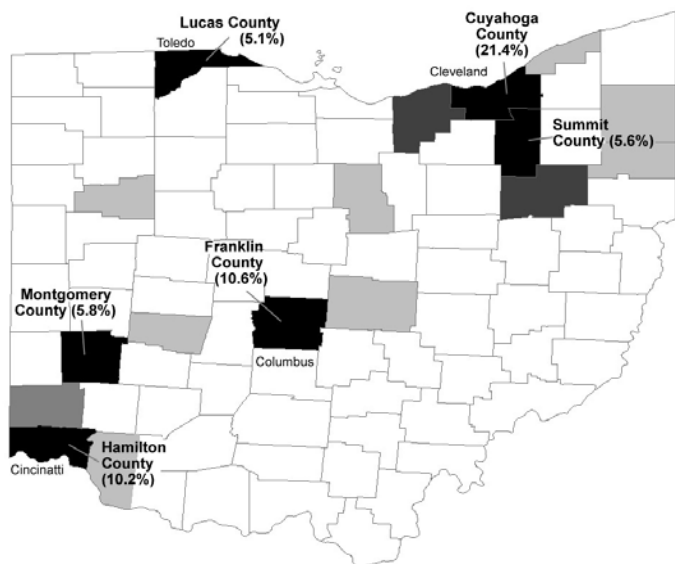 Lucas County
(5.1%)
Toledo
Cuyahoga
County
(21.4%)
Cleveland
Summit
County (5.6%)
Franklin
County
(10.6%)
Montgomery
County (5.8%)
Columbus
Hamilton
County
(10.2%)
Cincinatti